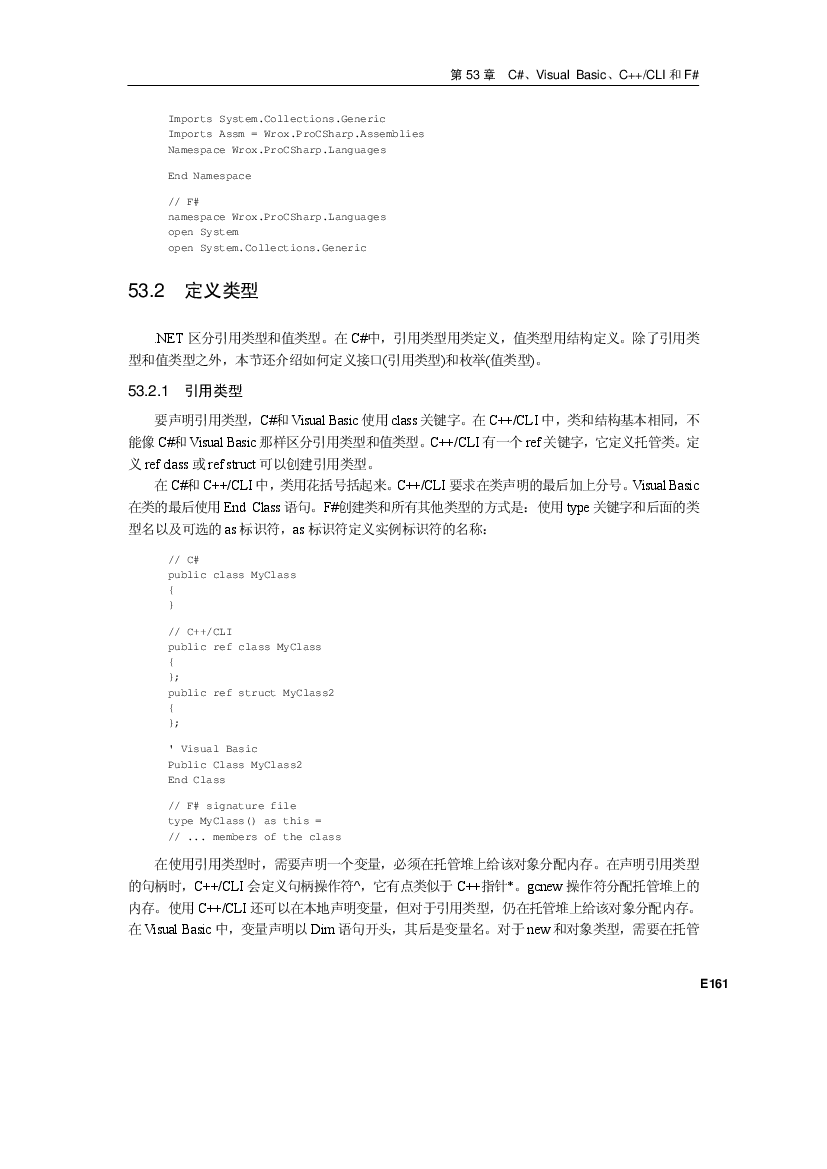 第 53 章 C#、Visual Basic、C++/CLI 和 F#
Imports System.Collections.Generic
Imports Assm = Wrox.ProCSharp.Assemblies
Namespace Wrox.ProCSharp.Languages
End Namespace
// F#
namespace Wrox.ProCSharp.Languages
open System
open System.Collections.Generic
53.2 定义类型
.NET 区分引用类型和值类型。在 C#中，引用类型用类定义，值类型用结构定义。除了引用类
型和值类型之外，本节还介绍如何定义接口(引用类型)和枚举(值类型)。
53.2.1 引用类型
要声明引用类型，C#和 Visual Basic 使用 class 关键字。在 C++/CLI 中，类和结构基本相同，不
能像 C#和 Visual Basic 那样区分引用类型和值类型。C++/CLI 有一个 ref 关键字，它定义托管类。定
义 ref class 或 ref struct 可以创建引用类型。
在 C#和 C++/CLI 中，类用花括号括起来。C++/CLI 要求在类声明的最后加上分号。Visual Basic
在类的最后使用 End Class 语句。F#创建类和所有其他类型的方式是：使用 type 关键字和后面的类
型名以及可选的 as 标识符，as 标识符定义实例标识符的名称：
// C#
public class MyClass
{
}
// C++/CLI
public ref class MyClass
{
};
public ref struct MyClass2
{
};
' Visual Basic
Public Class MyClass2
End Class
// F# signature file
type MyClass() as this =
// ... members of the class
在使用引用类型时，需要声明一个变量，必须在托管堆上给该对象分配内存。在声明引用类型
的句柄时，C++/CLI 会定义句柄操作符^，它有点类似于 C++指针*。gcnew 操作符分配托管堆上的
内存。使用 C++/CLI 还可以在本地声明变量，但对于引用类型，仍在托管堆上给该对象分配内存。
在 Visual Basic 中，变量声明以 Dim 语句开头，其后是变量名。对于 new 和对象类型，需要在托管
E161